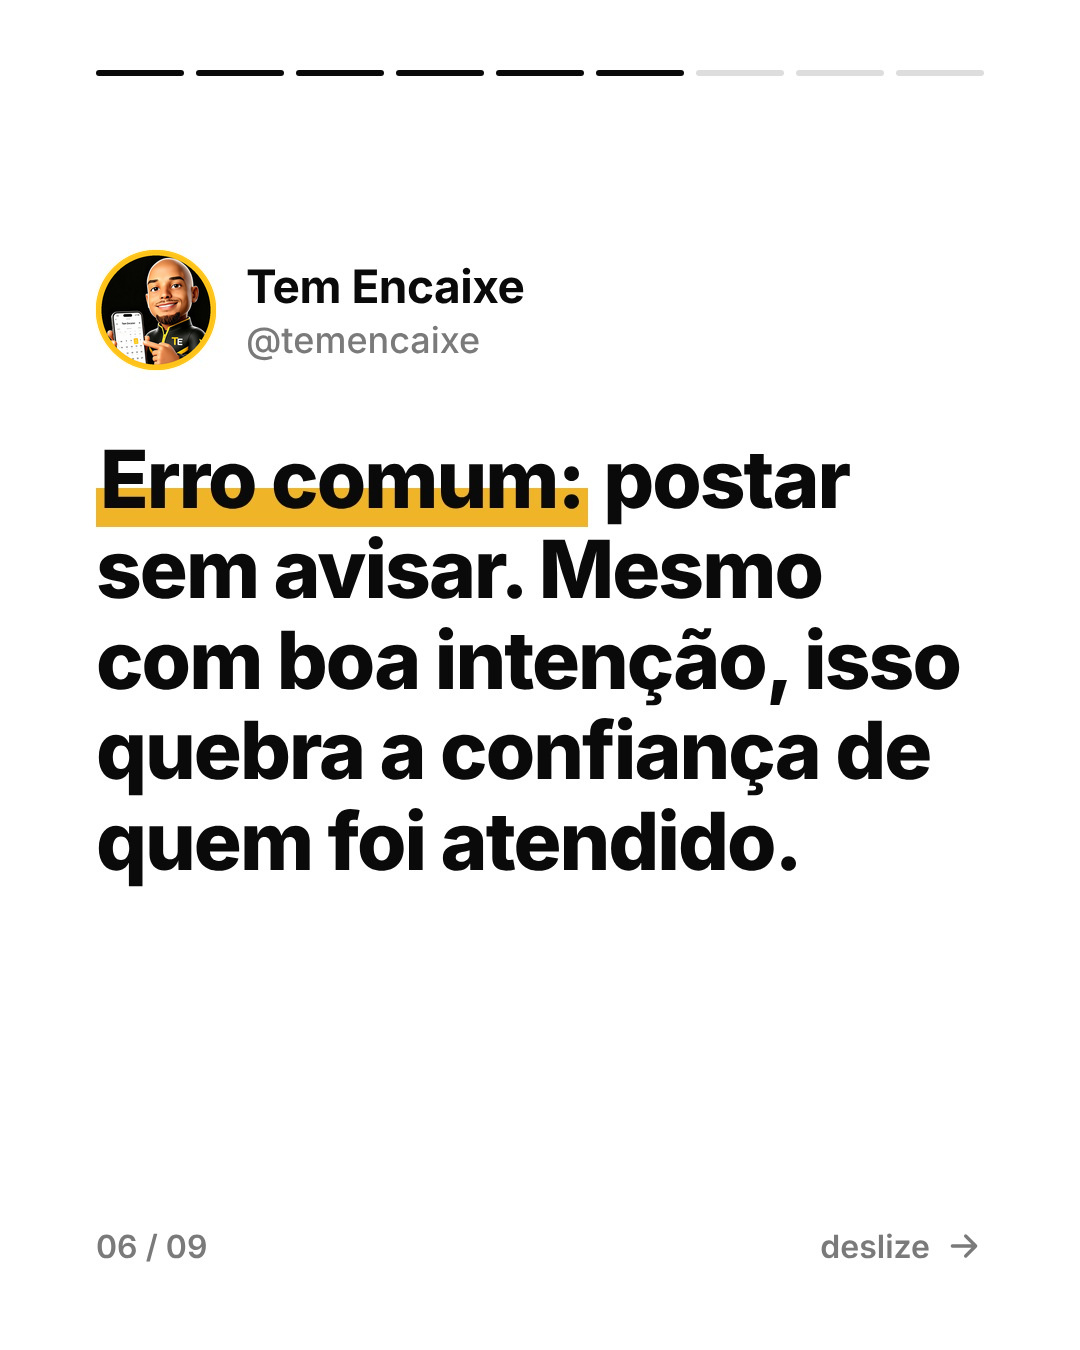 Tem Encaixe
@temencaixe
TE
Erro comum: postar
sem avisar. Mesmo
com boa intenção, isso
quebra a confiança de
quem foi atendido.
06 / 09
deslize →